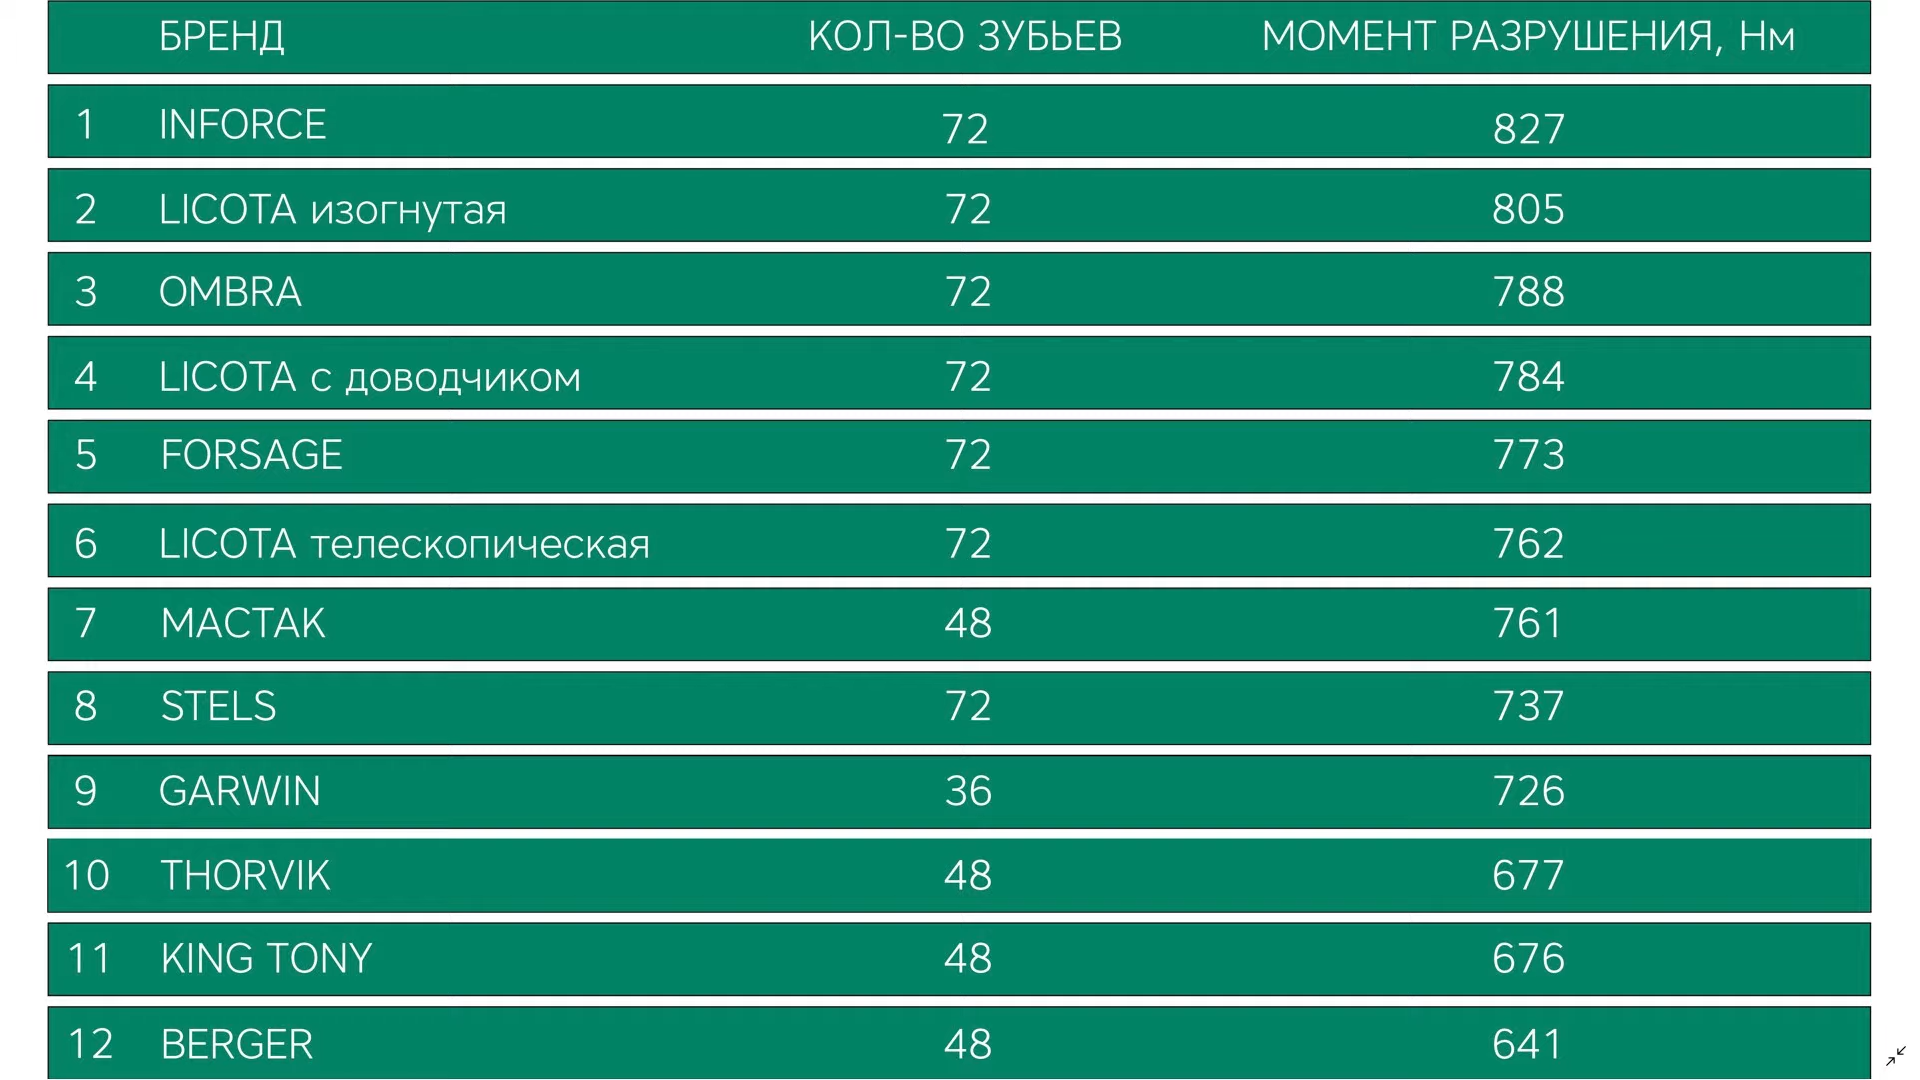 БРЕНД КОЛ-ВО ЗУБЬЕВ МОМЕНТ РАЗРУШЕНИЯ, Нм
1 INFORCE 72 827
2 LICOTA изогнутая 72 805
3 OMBRA 72 788
4 LICOTA с доводчиком 72 784
5 FORSAGE 72 773
6 LICOTA телескопическая 72 762
7 МАСТАК 48 761
8 STELS 72 737
9 GARWIN 36 726
10 THORVIK 48 677
11 KING TONY 48 676
12 BERGER 48 641